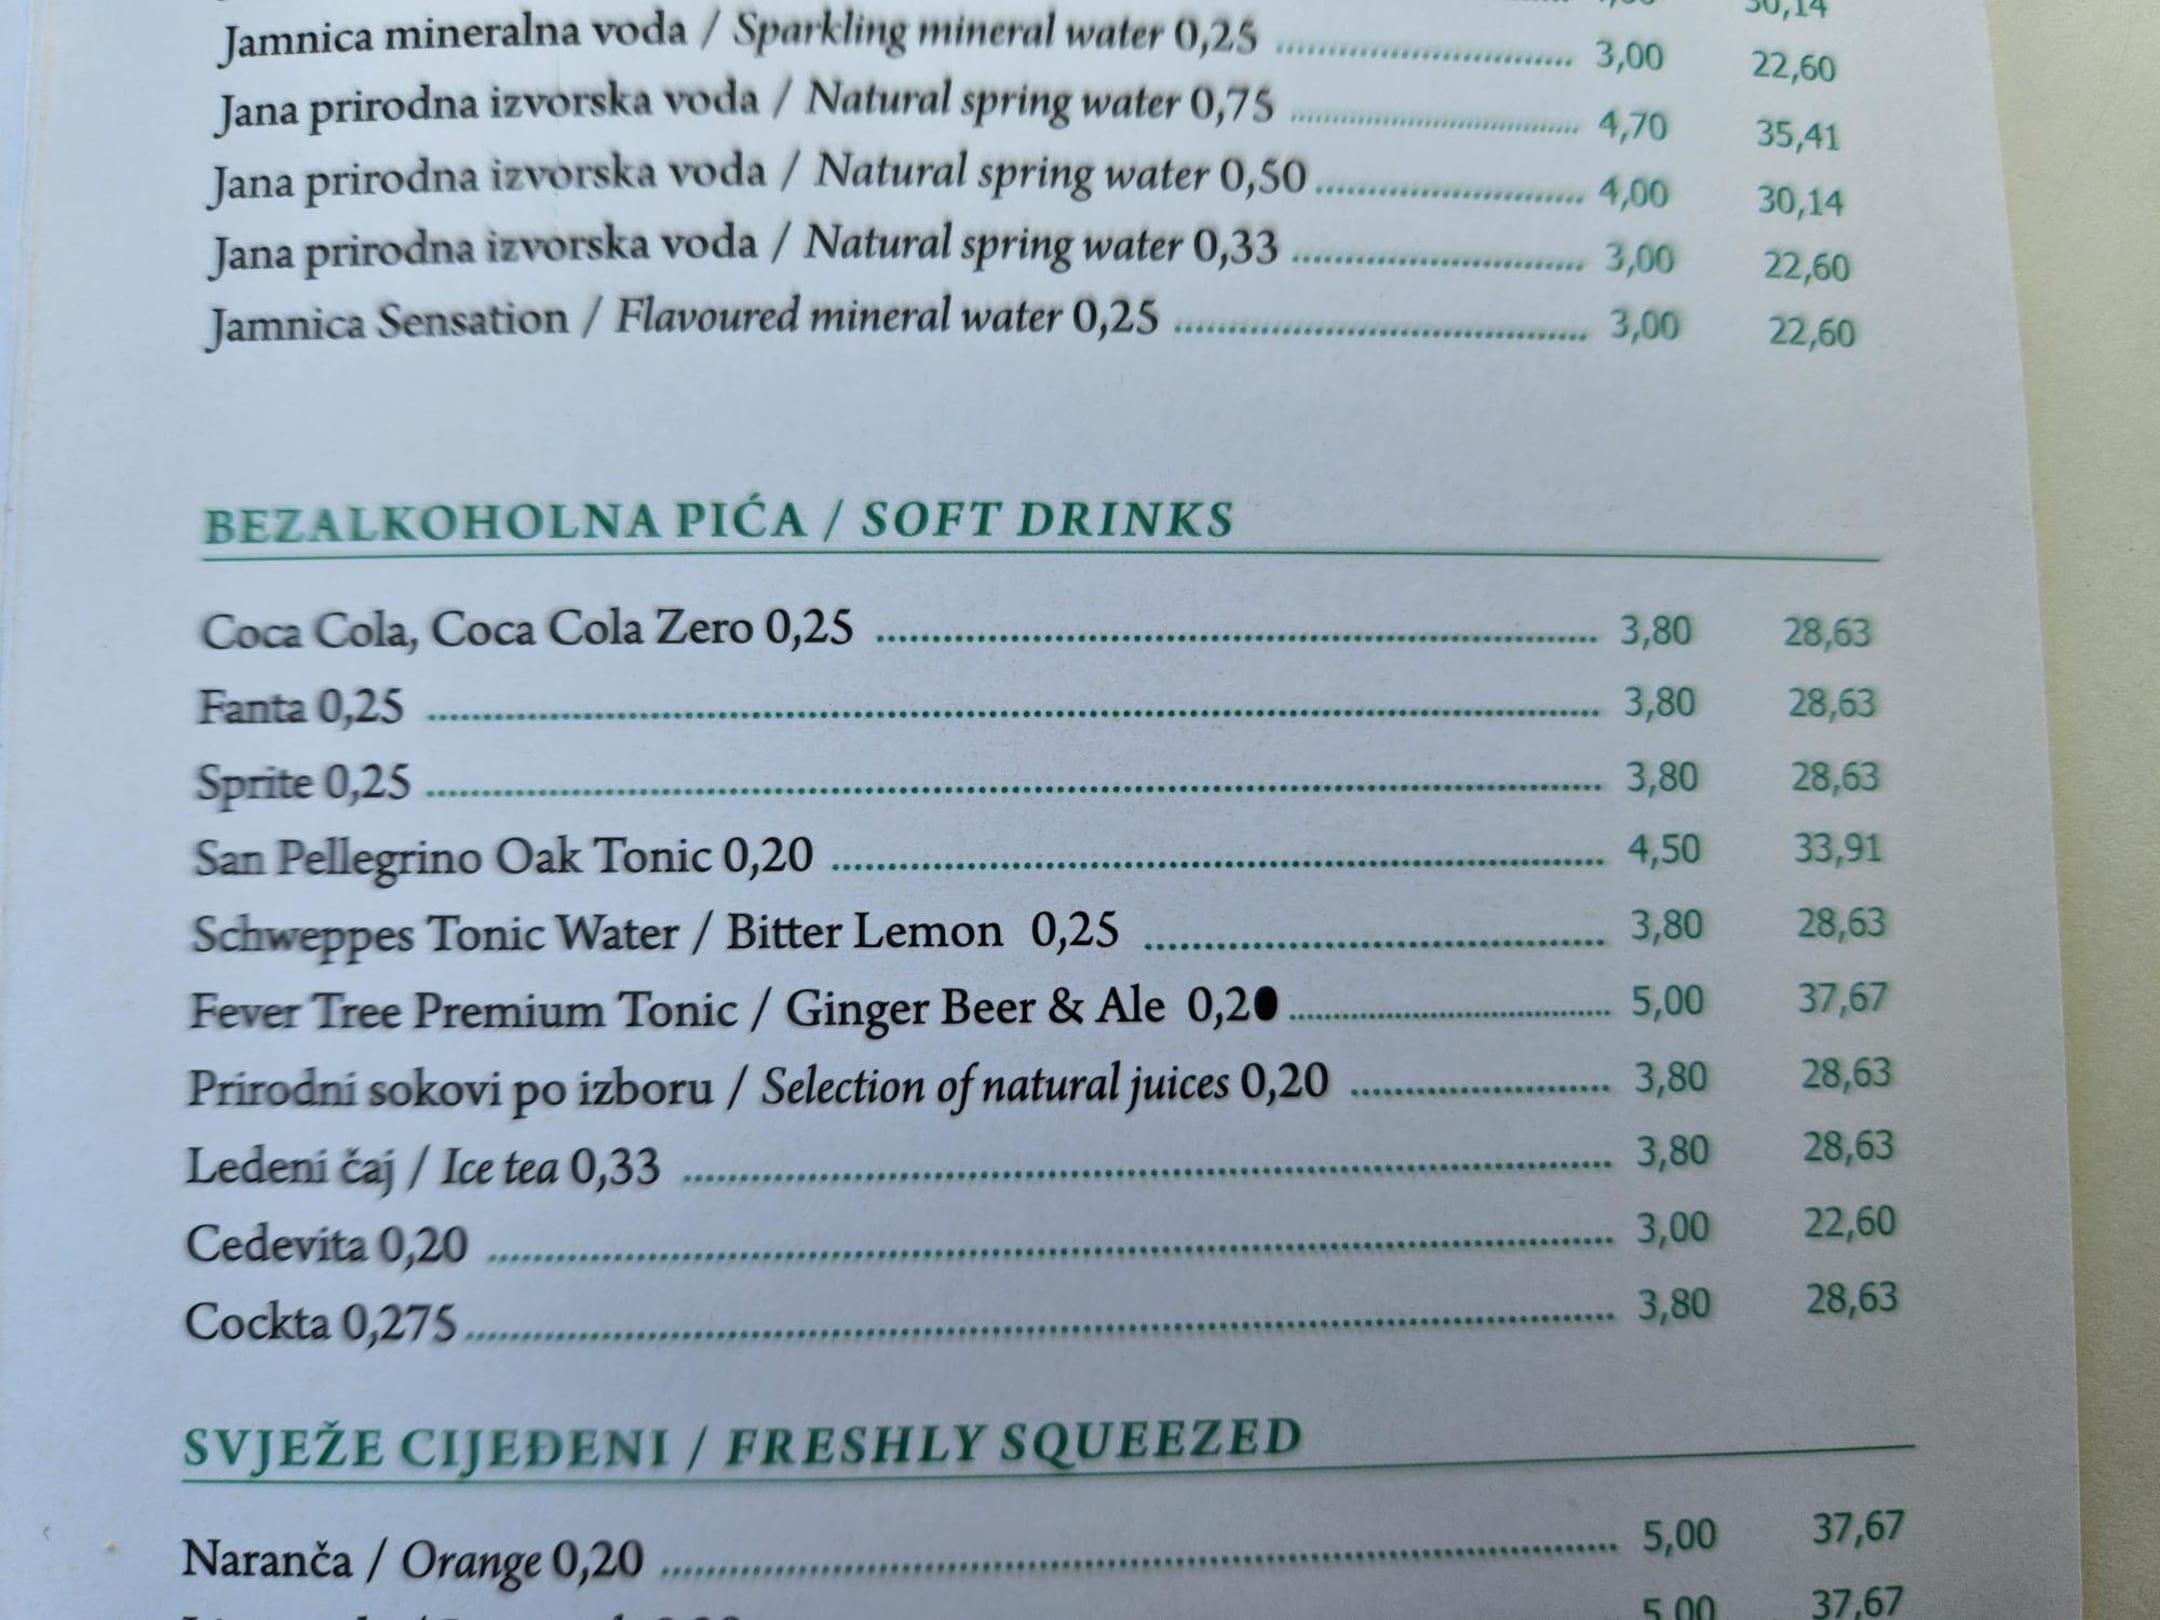 30,14
Jamnica mineralna voda / Sparkling mineral water 0,25 3,00 22,60
Jana prirodna izvorska voda / Natural spring water 0,75 4,70 35,41
Jana prirodna izvorska voda / Natural spring water 0,50 4,00 30,14
Jana prirodna izvorska voda / Natural spring water 0,33 3,00 22,60
Jamnica Sensation / Flavoured mineral water 0,25 3,00 22,60
BEZALKOHOLNA PIĆA / SOFT DRINKS
Coca Cola, Coca Cola Zero 0,25 3,80 28,63
Fanta 0,25 3,80 28,63
Sprite 0,25 3,80 28,63
San Pellegrino Oak Tonic 0,20 4,50 33,91
Schweppes Tonic Water / Bitter Lemon 0,25 3,80 28,63
Fever Tree Premium Tonic / Ginger Beer & Ale 0,20 5,00 37,67
Prirodni sokovi po izboru / Selection of natural juices 0,20 3,80 28,63
Ledeni čaj / Ice tea 0,33 3,80 28,63
Cedevita 0,20 3,00 22,60
Cockta 0,275 3,80 28,63
SVJEŽE CIJEĐENI / FRESHLY SQUEEZED
Naranča / Orange 0,20 5,00 37,67
5,00 37,67